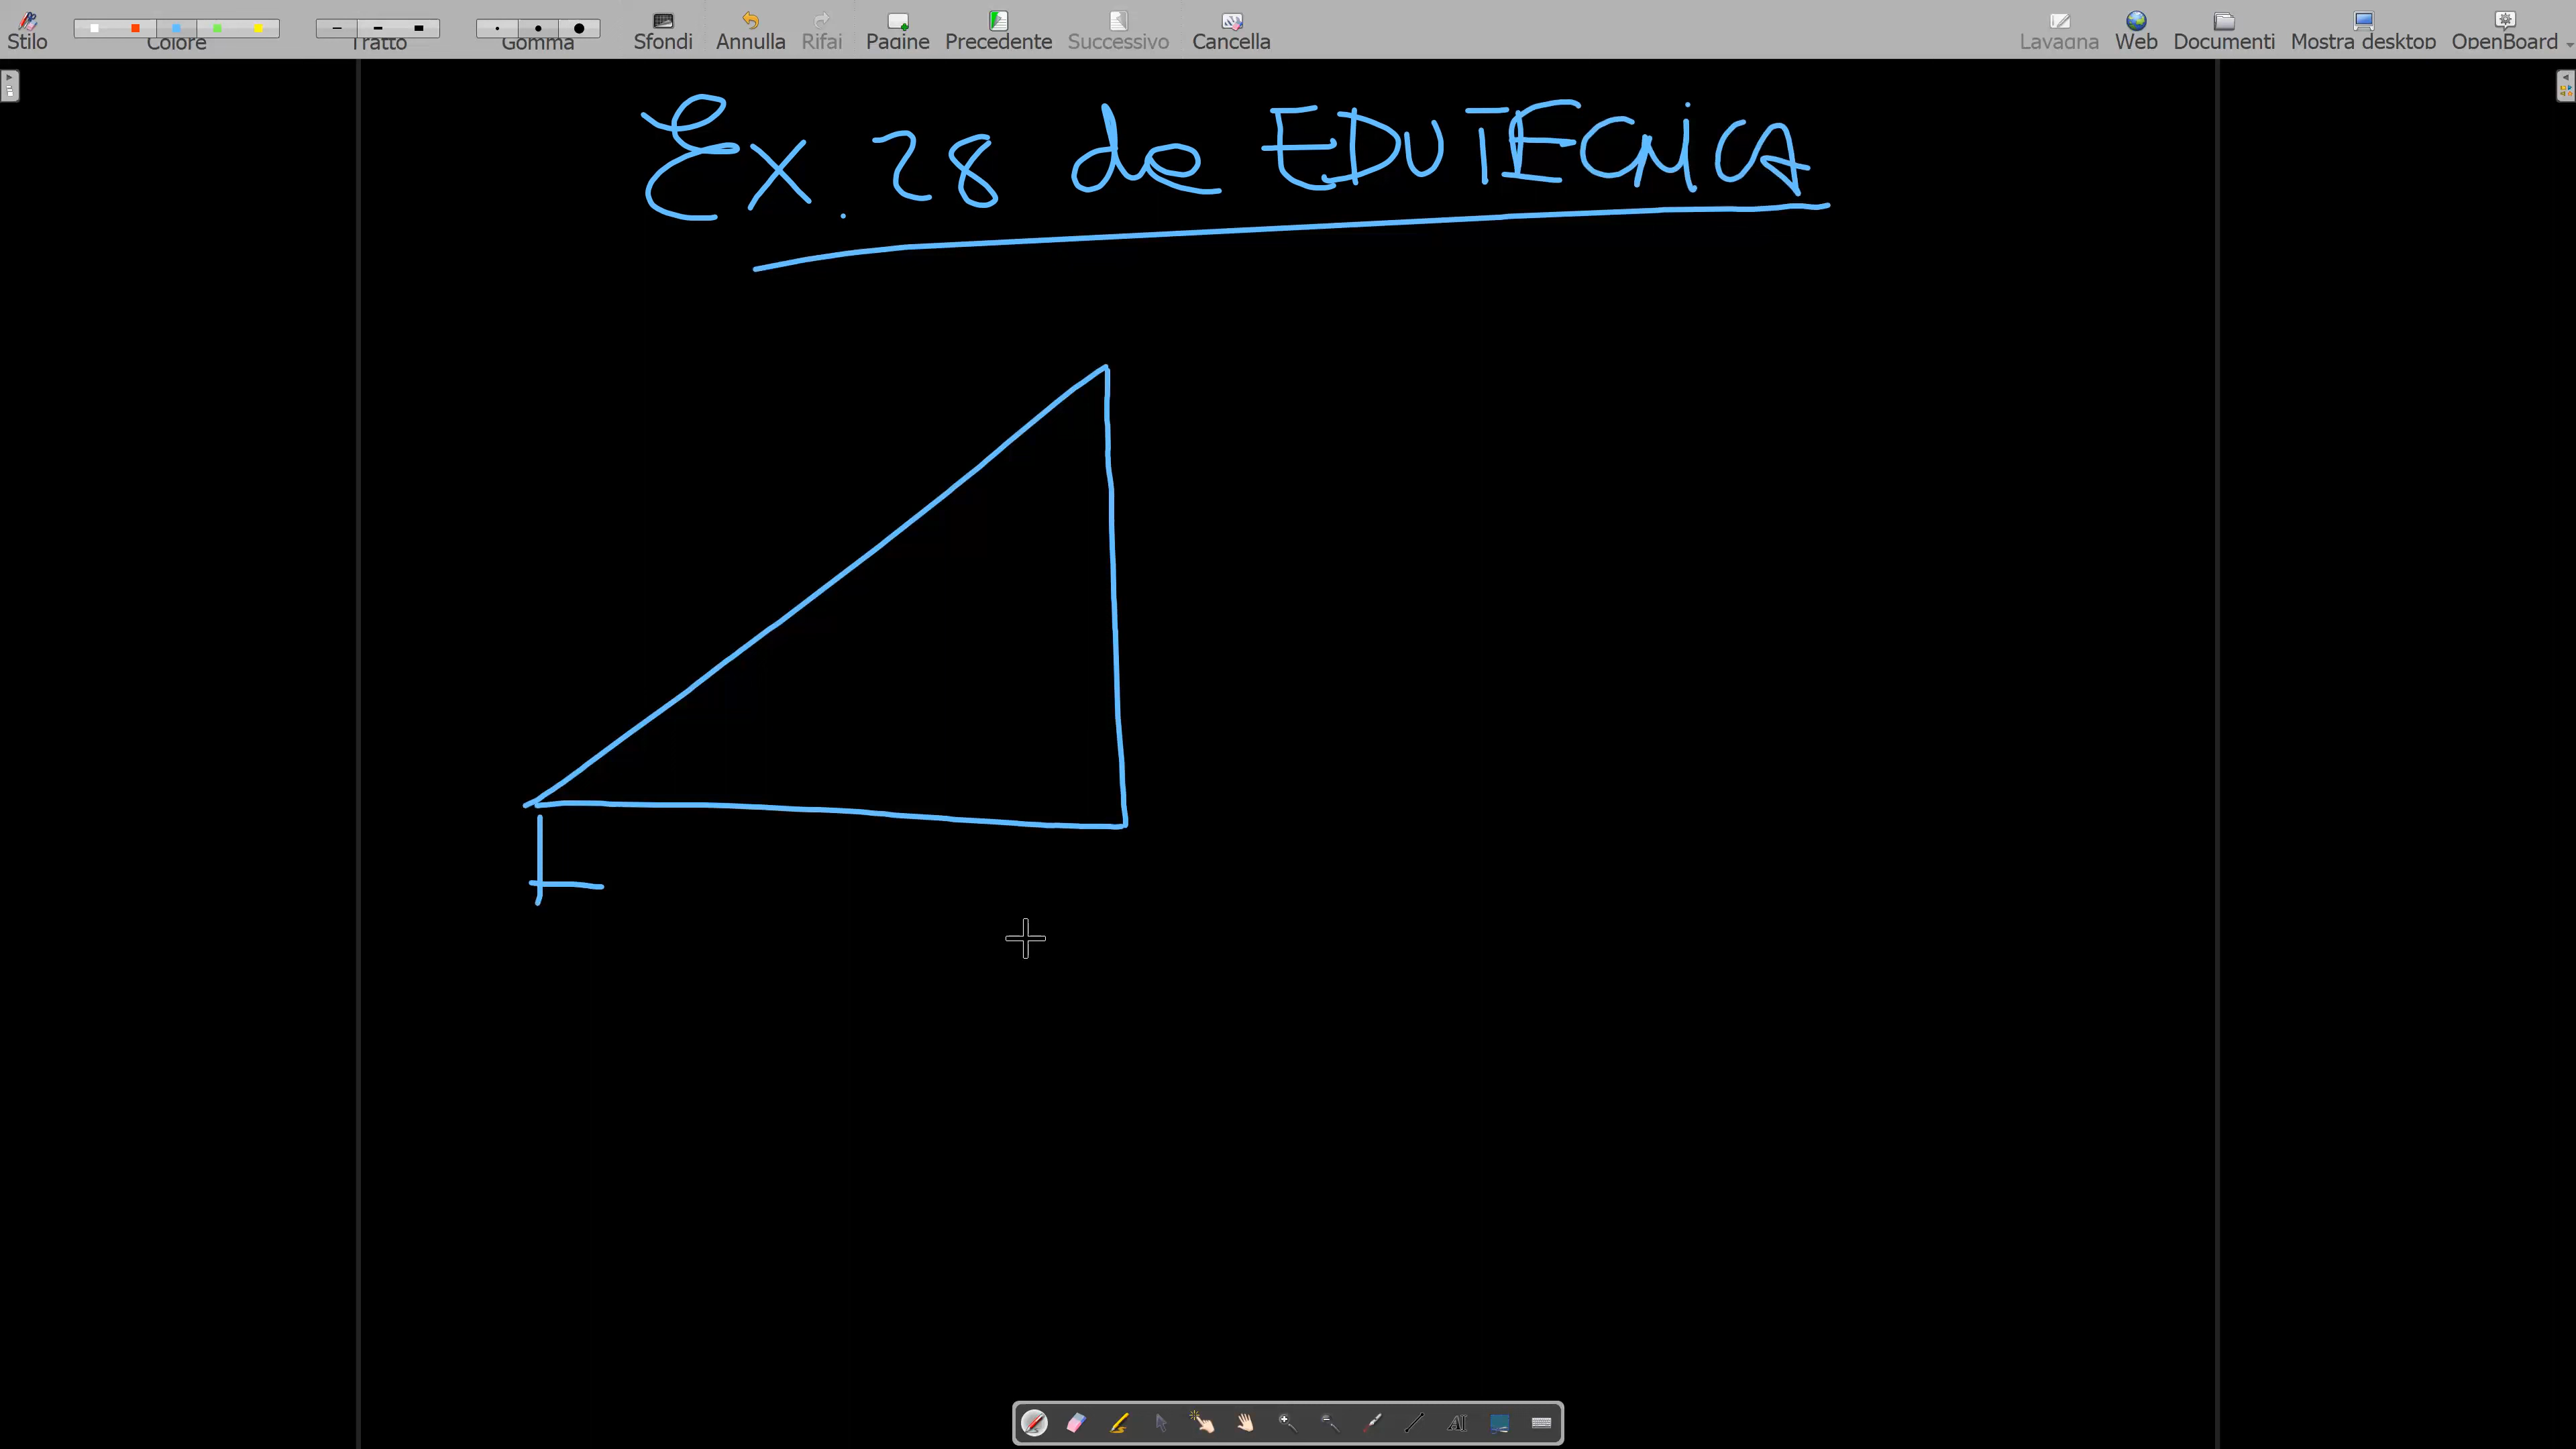 Stilo Colore Tratto Gomma Sfondi Annulla Rifai Pagine Precedente Successivo Cancella Lavagna Web Documenti Mostra desktop OpenBoard
Ex. 28 de EDUTECNICA